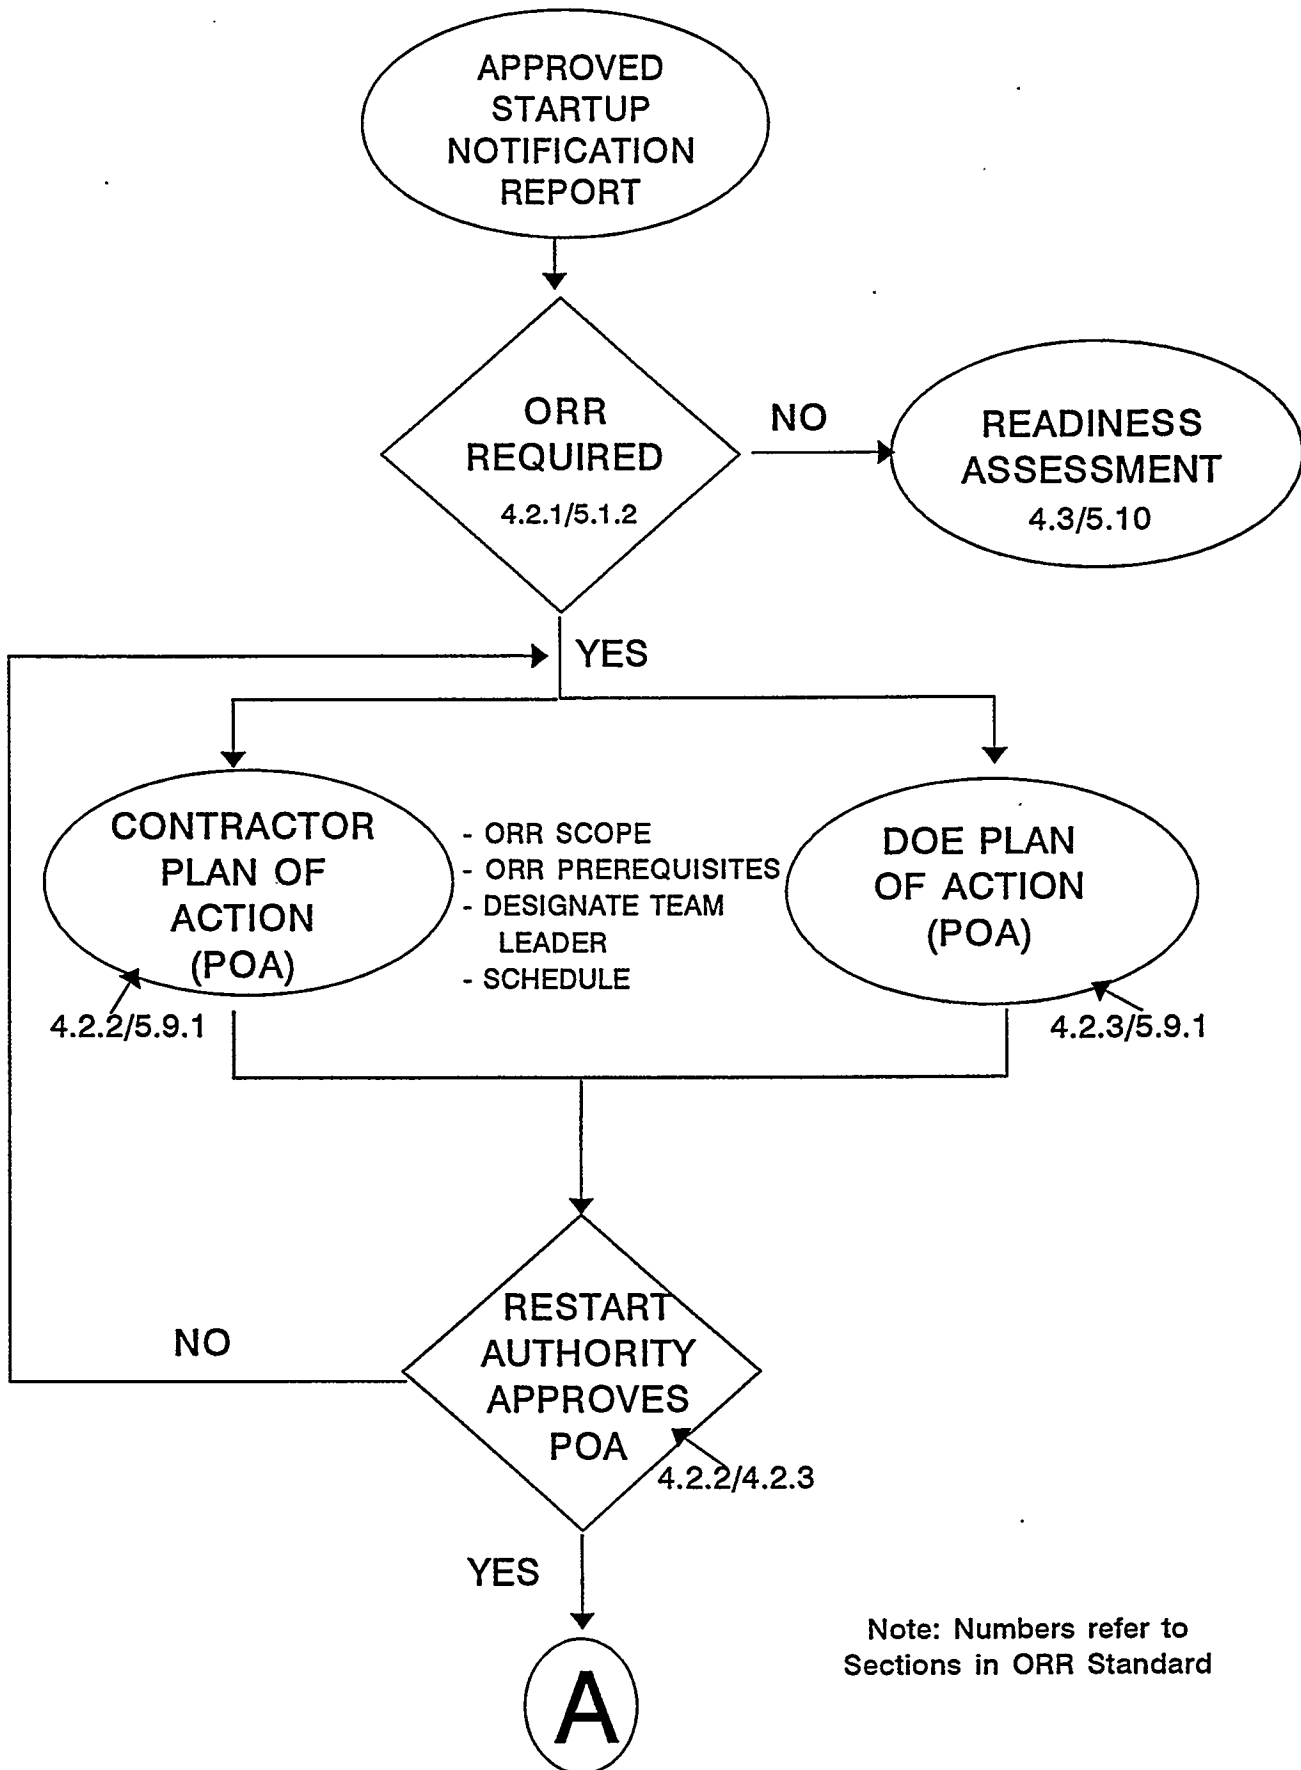 APPROVED
STARTUP
NOTIFICATION
REPORT
ORR
REQUIRED
4.2.1/5.1.2
NO
READINESS
ASSESSMENT
4.3/5.10
YES
CONTRACTOR
PLAN OF
ACTION
(POA)
4.2.2/5.9.1
- ORR SCOPE
- ORR PREREQUISITES
- DESIGNATE TEAM
LEADER
- SCHEDULE
DOE PLAN
OF ACTION
(POA)
4.2.3/5.9.1
NO
RESTART
AUTHORITY
APPROVES
POA
4.2.2/4.2.3
YES
A
Note: Numbers refer to
Sections in ORR Standard